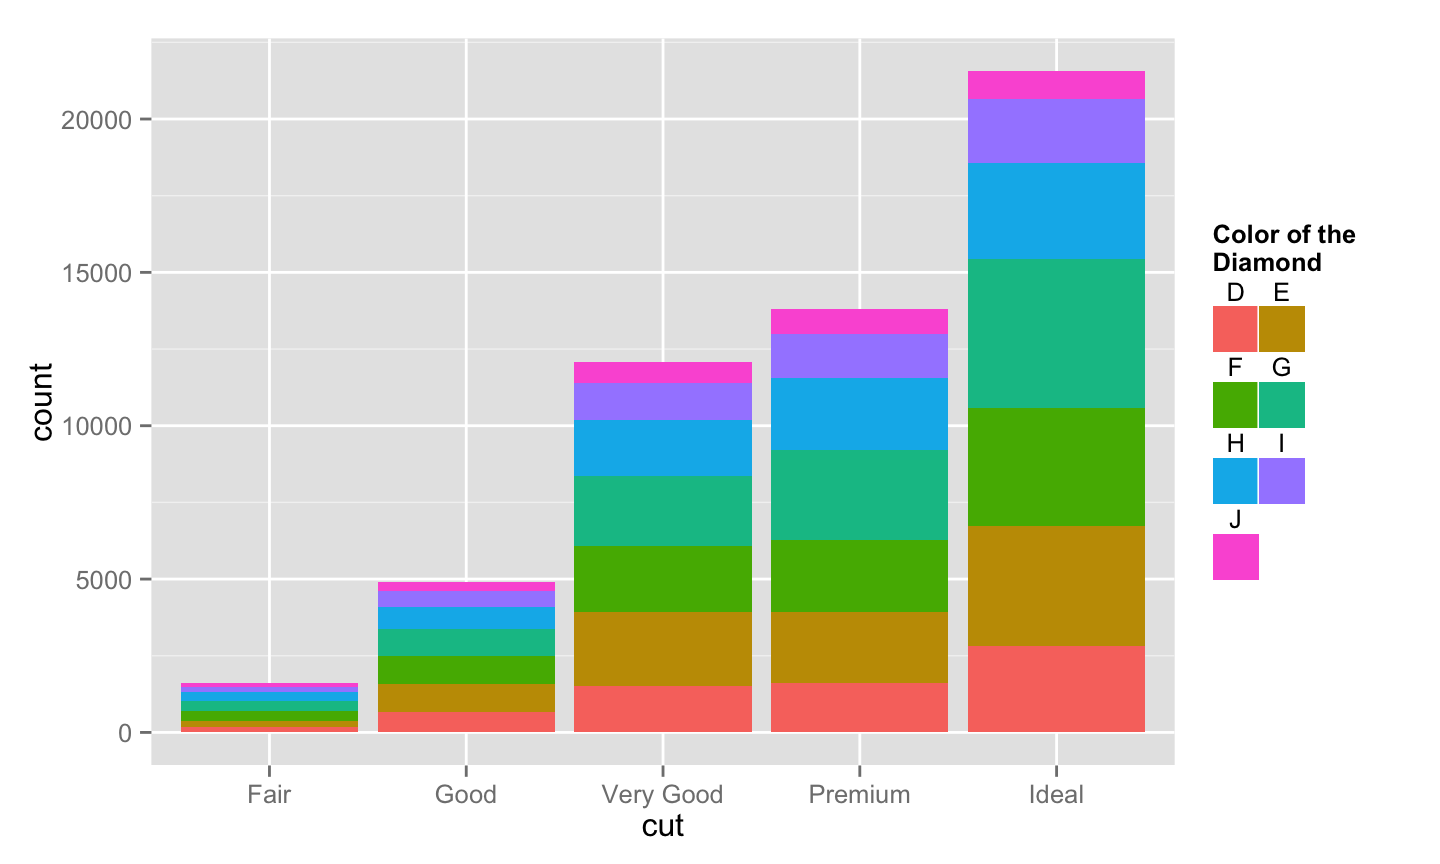 20000
15000
10000
5000
0
count
Fair Good Very Good Premium Ideal
cut
Color of the
Diamond
D E
F G
H I
J